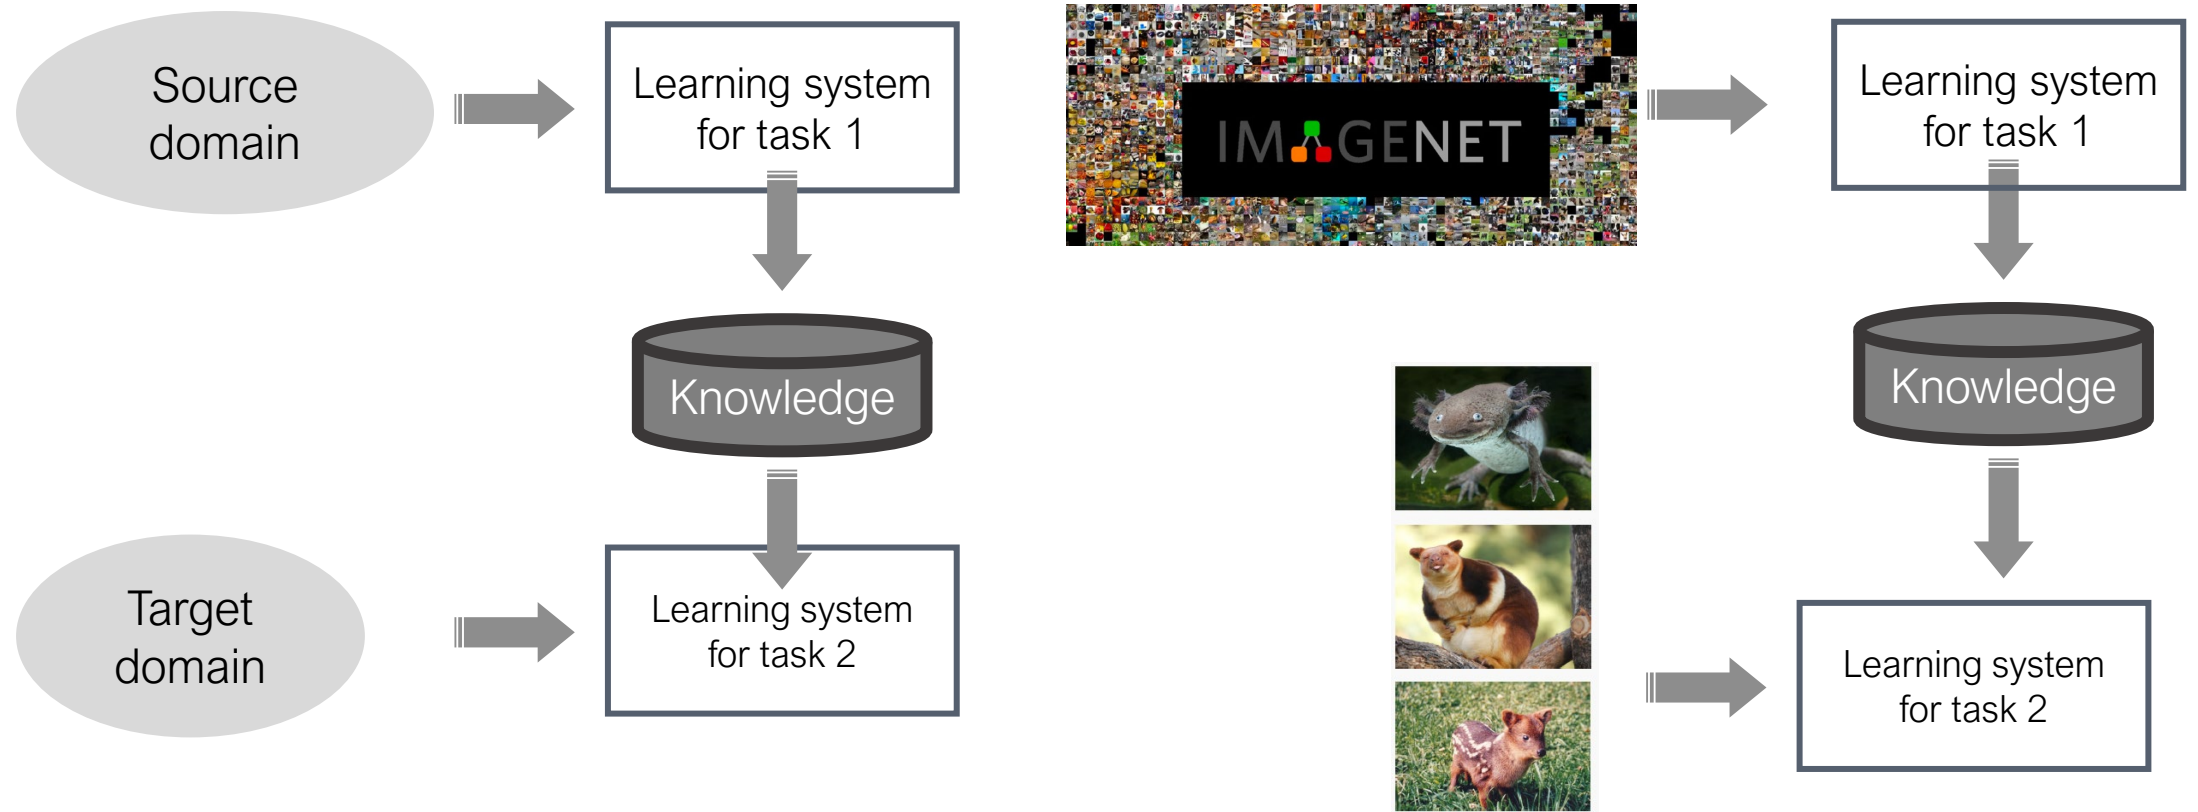 Source
domain
Learning system
for task 1
Knowledge
Target
domain
Learning system
for task 2
IMAGENET
Learning system
for task 1
Knowledge
Learning system
for task 2